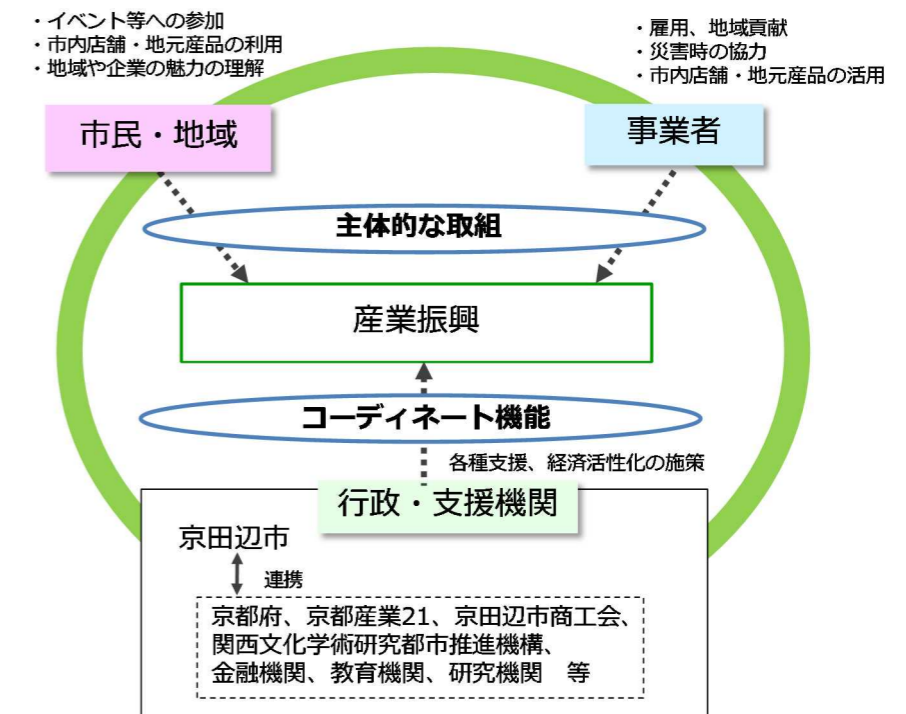 ・イベント等への参加
・市内店舗・地元産品の利用
・地域や企業の魅力の理解
・雇用、地域貢献
・災害時の協力
・市内店舗・地元産品の活用
市民・地域
事業者
主体的な取組
産業振興
コーディネート機能
各種支援、経済活性化の施策
行政・支援機関
京田辺市
連携
京都府、京都産業21、京田辺市商工会、
関西文化学術研究都市推進機構、
金融機関、教育機関、研究機関　等